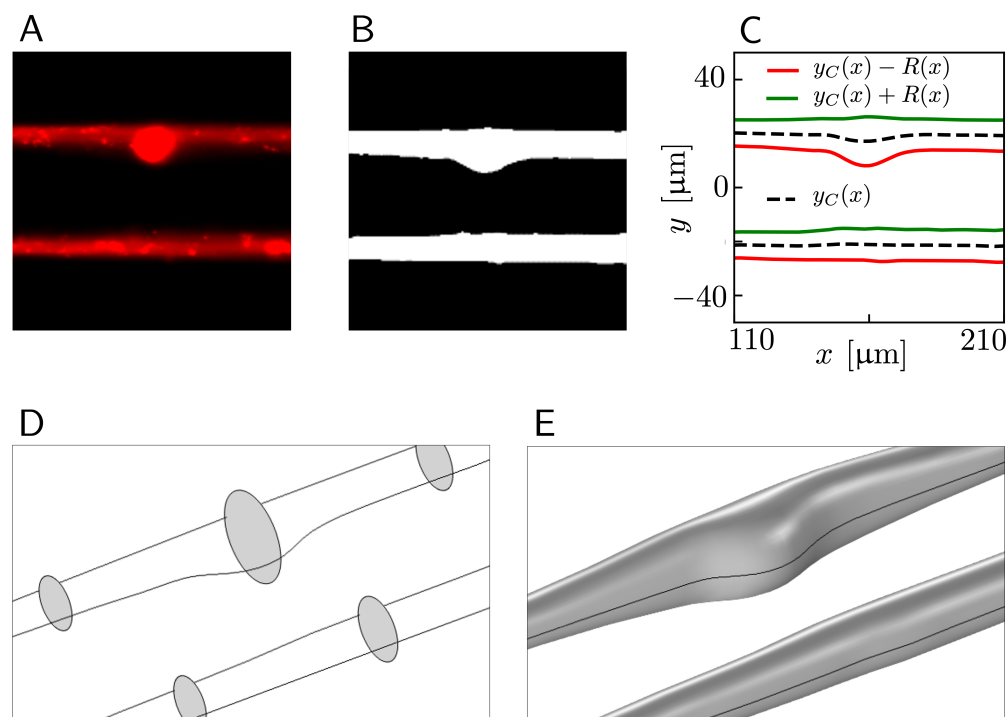 A
B
C
40
y_C(x) − R(x)
y_C(x) + R(x)
0
y_C(x)
−40
y [µm]
110
210
x [µm]
D
E